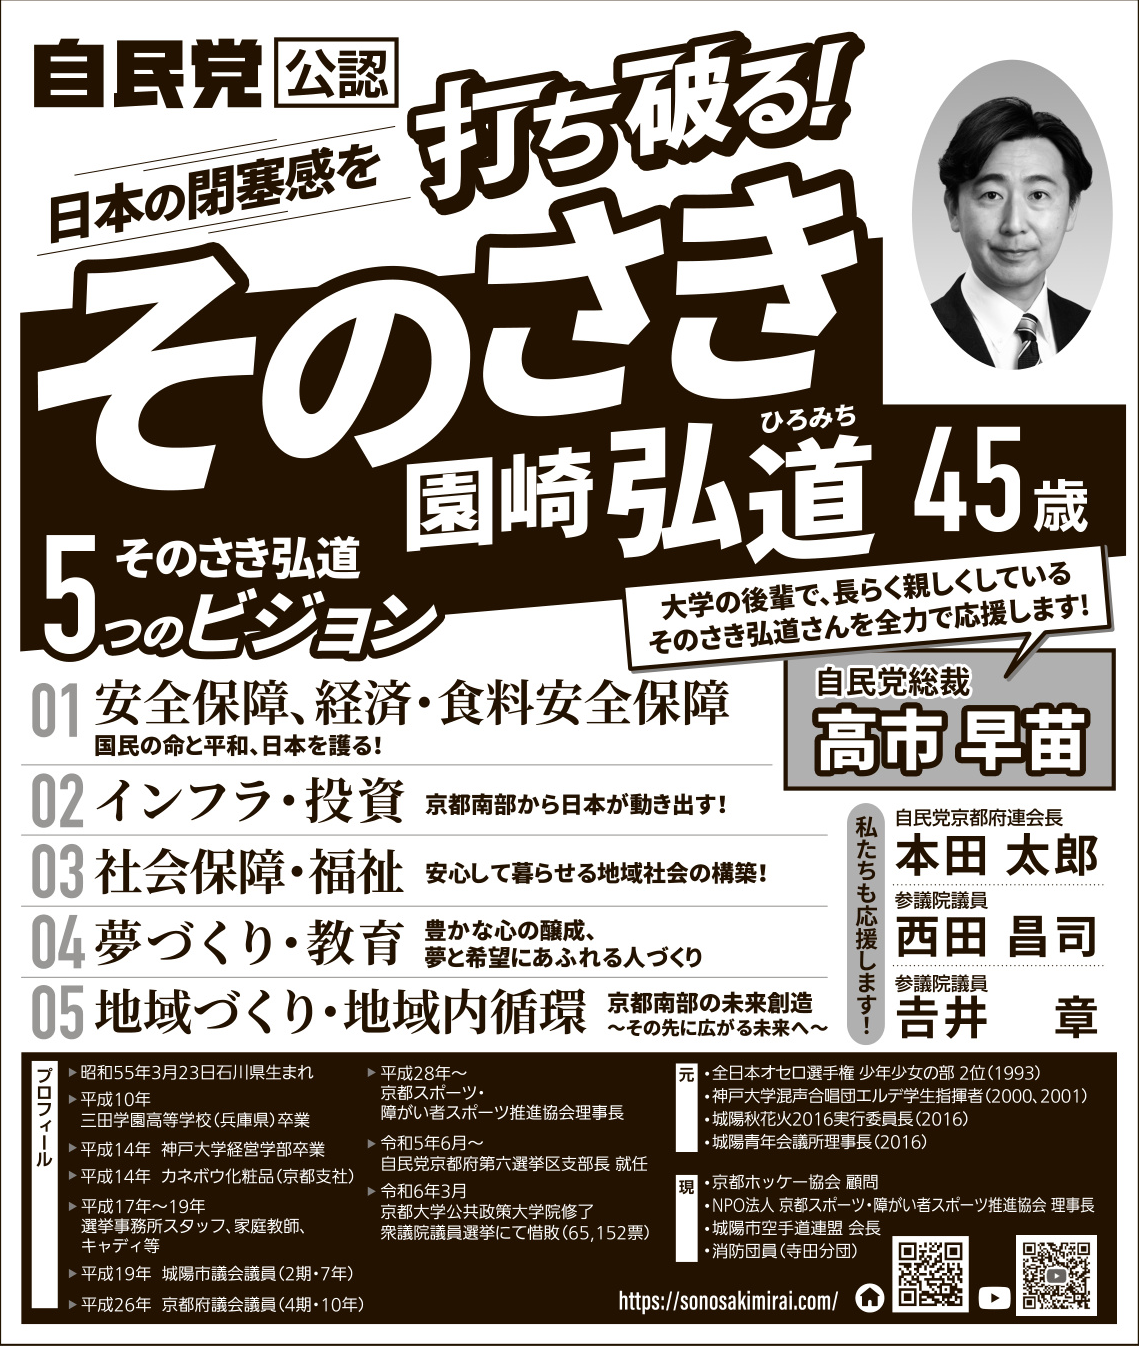 自民党 公認
日本の閉塞感を
打ち破る!
そのさき
ひろみち
園崎 弘道 45歳
そのさき弘道
5つのビジョン
大学の後輩で、長らく親しくしている
そのさき弘道さんを全力で応援します!
自民党総裁
高市 早苗
01 安全保障、経済・食料安全保障
国民の命と平和、日本を護る!
02 インフラ・投資 京都南部から日本が動き出す!
03 社会保障・福祉 安心して暮らせる地域社会の構築!
04 夢づくり・教育 豊かな心の醸成、
夢と希望にあふれる人づくり
05 地域づくり・地域内循環 京都南部の未来創造
〜その先に広がる未来へ〜
私たちも応援します!
自民党京都府連会長
本田 太郎
参議院議員
西田 昌司
参議院議員
吉井 章
プロフィール
▶昭和55年3月23日石川県生まれ
▶平成10年
三田学園高等学校(兵庫県)卒業
▶平成14年 神戸大学経営学部卒業
▶平成14年 カネボウ化粧品(京都支社)
▶平成17年〜19年
選挙事務所スタッフ、家庭教師、
キャディ等
▶平成19年 城陽市議会議員(2期・7年)
▶平成26年 京都府議会議員(4期・10年)
▶平成28年〜
京都スポーツ・
障がい者スポーツ推進協会理事長
▶令和5年6月〜
自民党京都府第六選挙区支部長 就任
▶令和6年3月
京都大学公共政策大学院修了
衆議院議員選挙にて惜敗(65,152票)
元
・全日本オセロ選手権 少年少女の部 2位(1993)
・神戸大学混声合唱団エルデ学生指揮者(2000、2001)
・城陽秋花火2016実行委員長(2016)
・城陽青年会議所理事長(2016)
現
・京都ホッケー協会 顧問
・NPO法人 京都スポーツ・障がい者スポーツ推進協会 理事長
・城陽市空手道連盟 会長
・消防団員(寺田分団)
https://sonosakimirai.com/